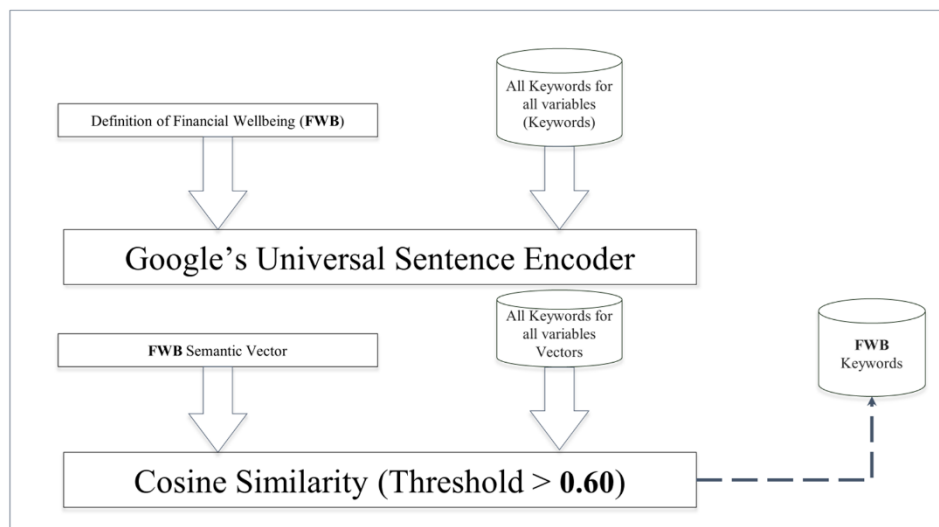 Definition of Financial Wellbeing (FWB)
All Keywords for
all variables
(Keywords)
Google's Universal Sentence Encoder
FWB Semantic Vector
All Keywords for
all variables
Vectors
FWB
Keywords
Cosine Similarity (Threshold > 0.60)